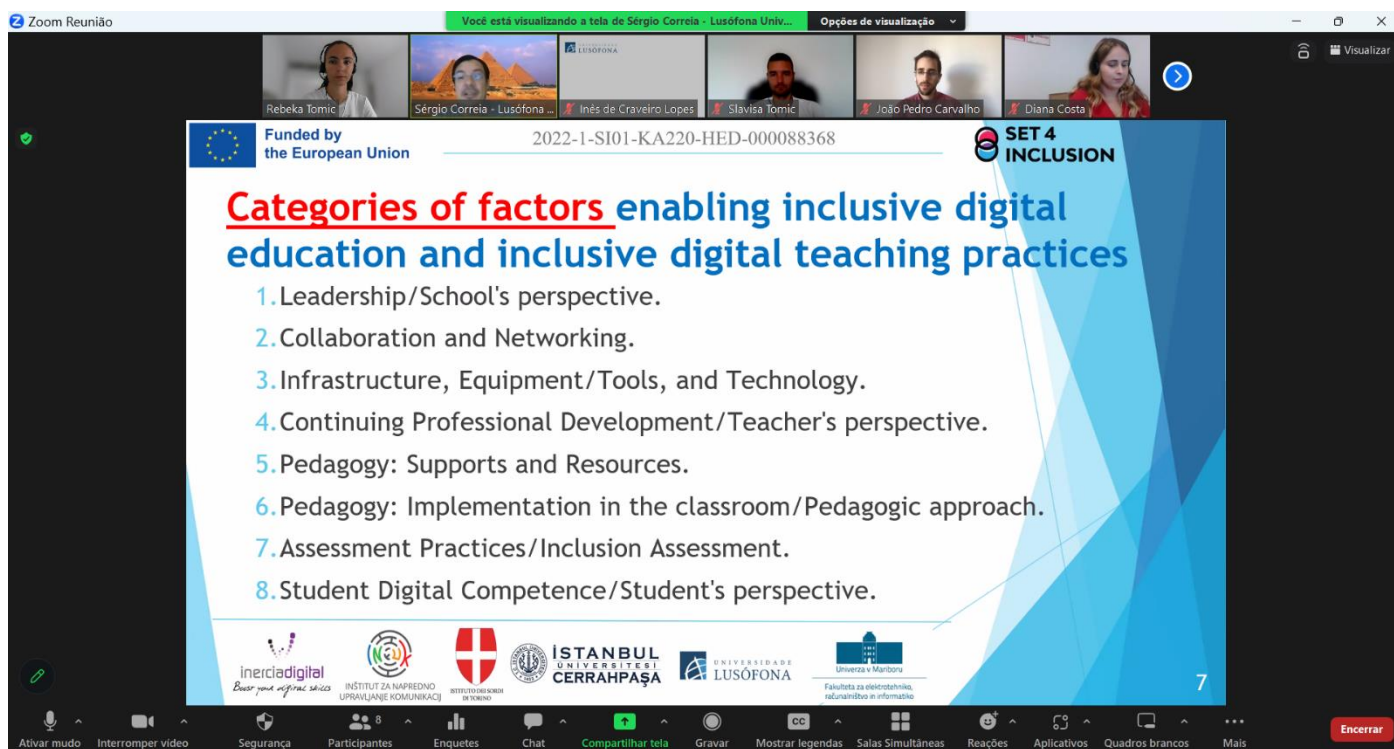 Zoom Reunião
Você está visualizando a tela de Sérgio Correia - Lusófona Univ...
Opções de visualização
Visualizar
Rebeka Tomic
Sérgio Correia - Lusófona ...
UNIVERSIDADE
LUSÓFONA
Inês de Craveiro Lopes
Slavisa Tomic
João Pedro Carvalho
Diana Costa
Funded by
the European Union
2022-1-SI01-KA220-HED-000088368
SET 4
INCLUSION
Categories of factors enabling inclusive digital
education and inclusive digital teaching practices
1. Leadership/School's perspective.
2. Collaboration and Networking.
3. Infrastructure, Equipment/Tools, and Technology.
4. Continuing Professional Development/Teacher's perspective.
5. Pedagogy: Supports and Resources.
6. Pedagogy: Implementation in the classroom/Pedagogic approach.
7. Assessment Practices/Inclusion Assessment.
8. Student Digital Competence/Student's perspective.
inerciadigital
Boost your digital skills
INŠTITUT ZA NAPREDNO
UPRAVLJANJE KOMUNIKACIJ
ISTITUTO DEI SORDI
DI TORINO
İSTANBUL
ÜNİVERSİTESİ
CERRAHPAŞA
UNIVERSIDADE
LUSÓFONA
Univerza v Mariboru
Fakulteta za elektrotehniko,
računalništvo in informatiko
7
Ativar mudo
Interromper vídeo
Segurança
8
Participantes
Enquetes
Chat
Compartilhar tela
Gravar
CC
Mostrar legendas
Salas Simultâneas
Reações
Aplicativos
Quadros brancos
Mais
Encerrar